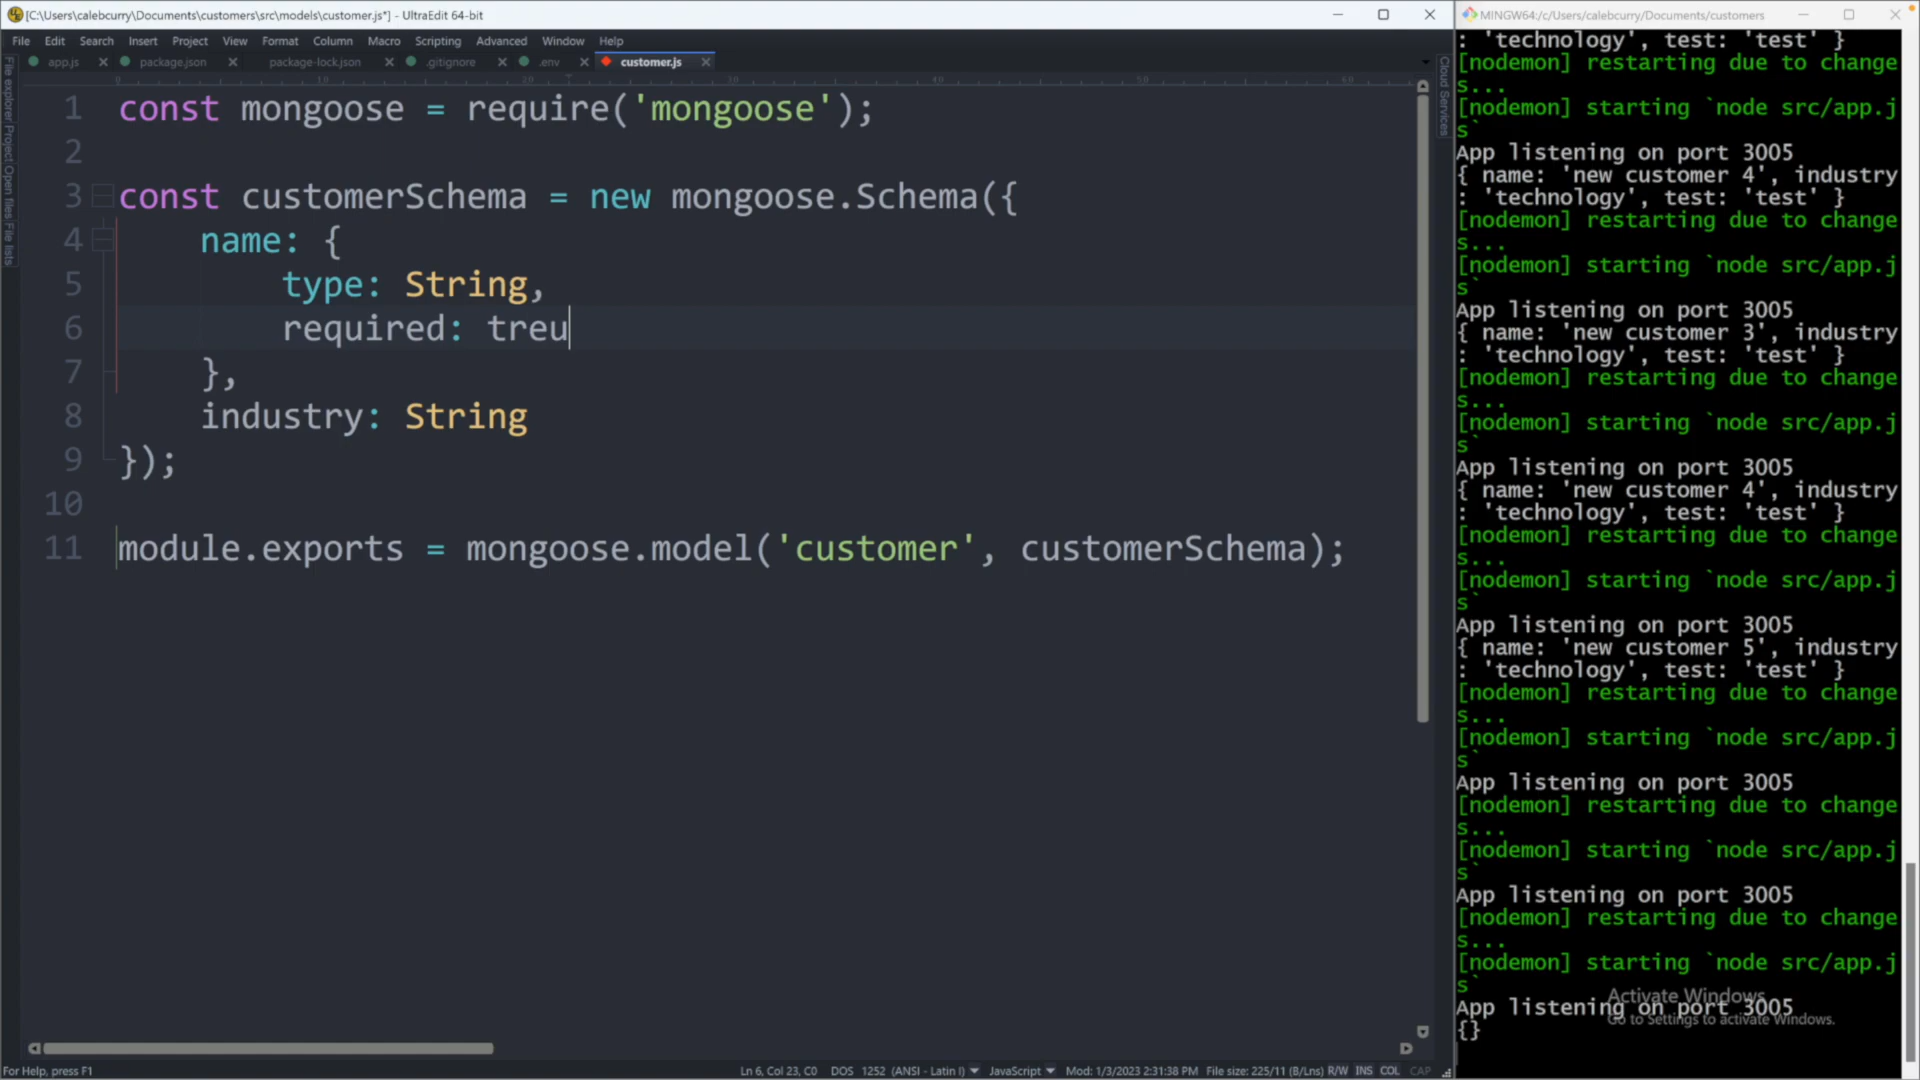 [C:\Users\calebcurry\Documents\customers\src\models\customer.js*] - UltraEdit 64-bit
File Edit Search Insert Project View Format Column Macro Scripting Advanced Window Help
app.js package.json package-lock.json .gitignore .env customer.js
File explorer Project Open files File lists
Cloud Services
1 const mongoose = require('mongoose');
2
3 const customerSchema = new mongoose.Schema({
4 name: {
5 type: String,
6 required: treu
7 },
8 industry: String
9 });
10
11 module.exports = mongoose.model('customer', customerSchema);
For Help, press F1
Ln 6, Col 23, C0 DOS 1252 (ANSI - Latin I) JavaScript Mod: 1/3/2023 2:31:38 PM File size: 225/11 (B/Lns) R/W INS COL CAP
MINGW64:/c/Users/calebcurry/Documents/customers
: 'technology', test: 'test' }
[nodemon] restarting due to change
s...
[nodemon] starting `node src/app.j
s`
App listening on port 3005
{ name: 'new customer 4', industry
: 'technology', test: 'test' }
[nodemon] restarting due to change
s...
[nodemon] starting `node src/app.j
s`
App listening on port 3005
{ name: 'new customer 3', industry
: 'technology', test: 'test' }
[nodemon] restarting due to change
s...
[nodemon] starting `node src/app.j
s`
App listening on port 3005
{ name: 'new customer 4', industry
: 'technology', test: 'test' }
[nodemon] restarting due to change
s...
[nodemon] starting `node src/app.j
s`
App listening on port 3005
{ name: 'new customer 5', industry
: 'technology', test: 'test' }
[nodemon] restarting due to change
s...
[nodemon] starting `node src/app.j
s`
App listening on port 3005
[nodemon] restarting due to change
s...
[nodemon] starting `node src/app.j
s`
App listening on port 3005
[nodemon] restarting due to change
s...
[nodemon] starting `node src/app.j
s`
App listening on port 3005
{}
Activate Windows
Go to Settings to activate Windows.